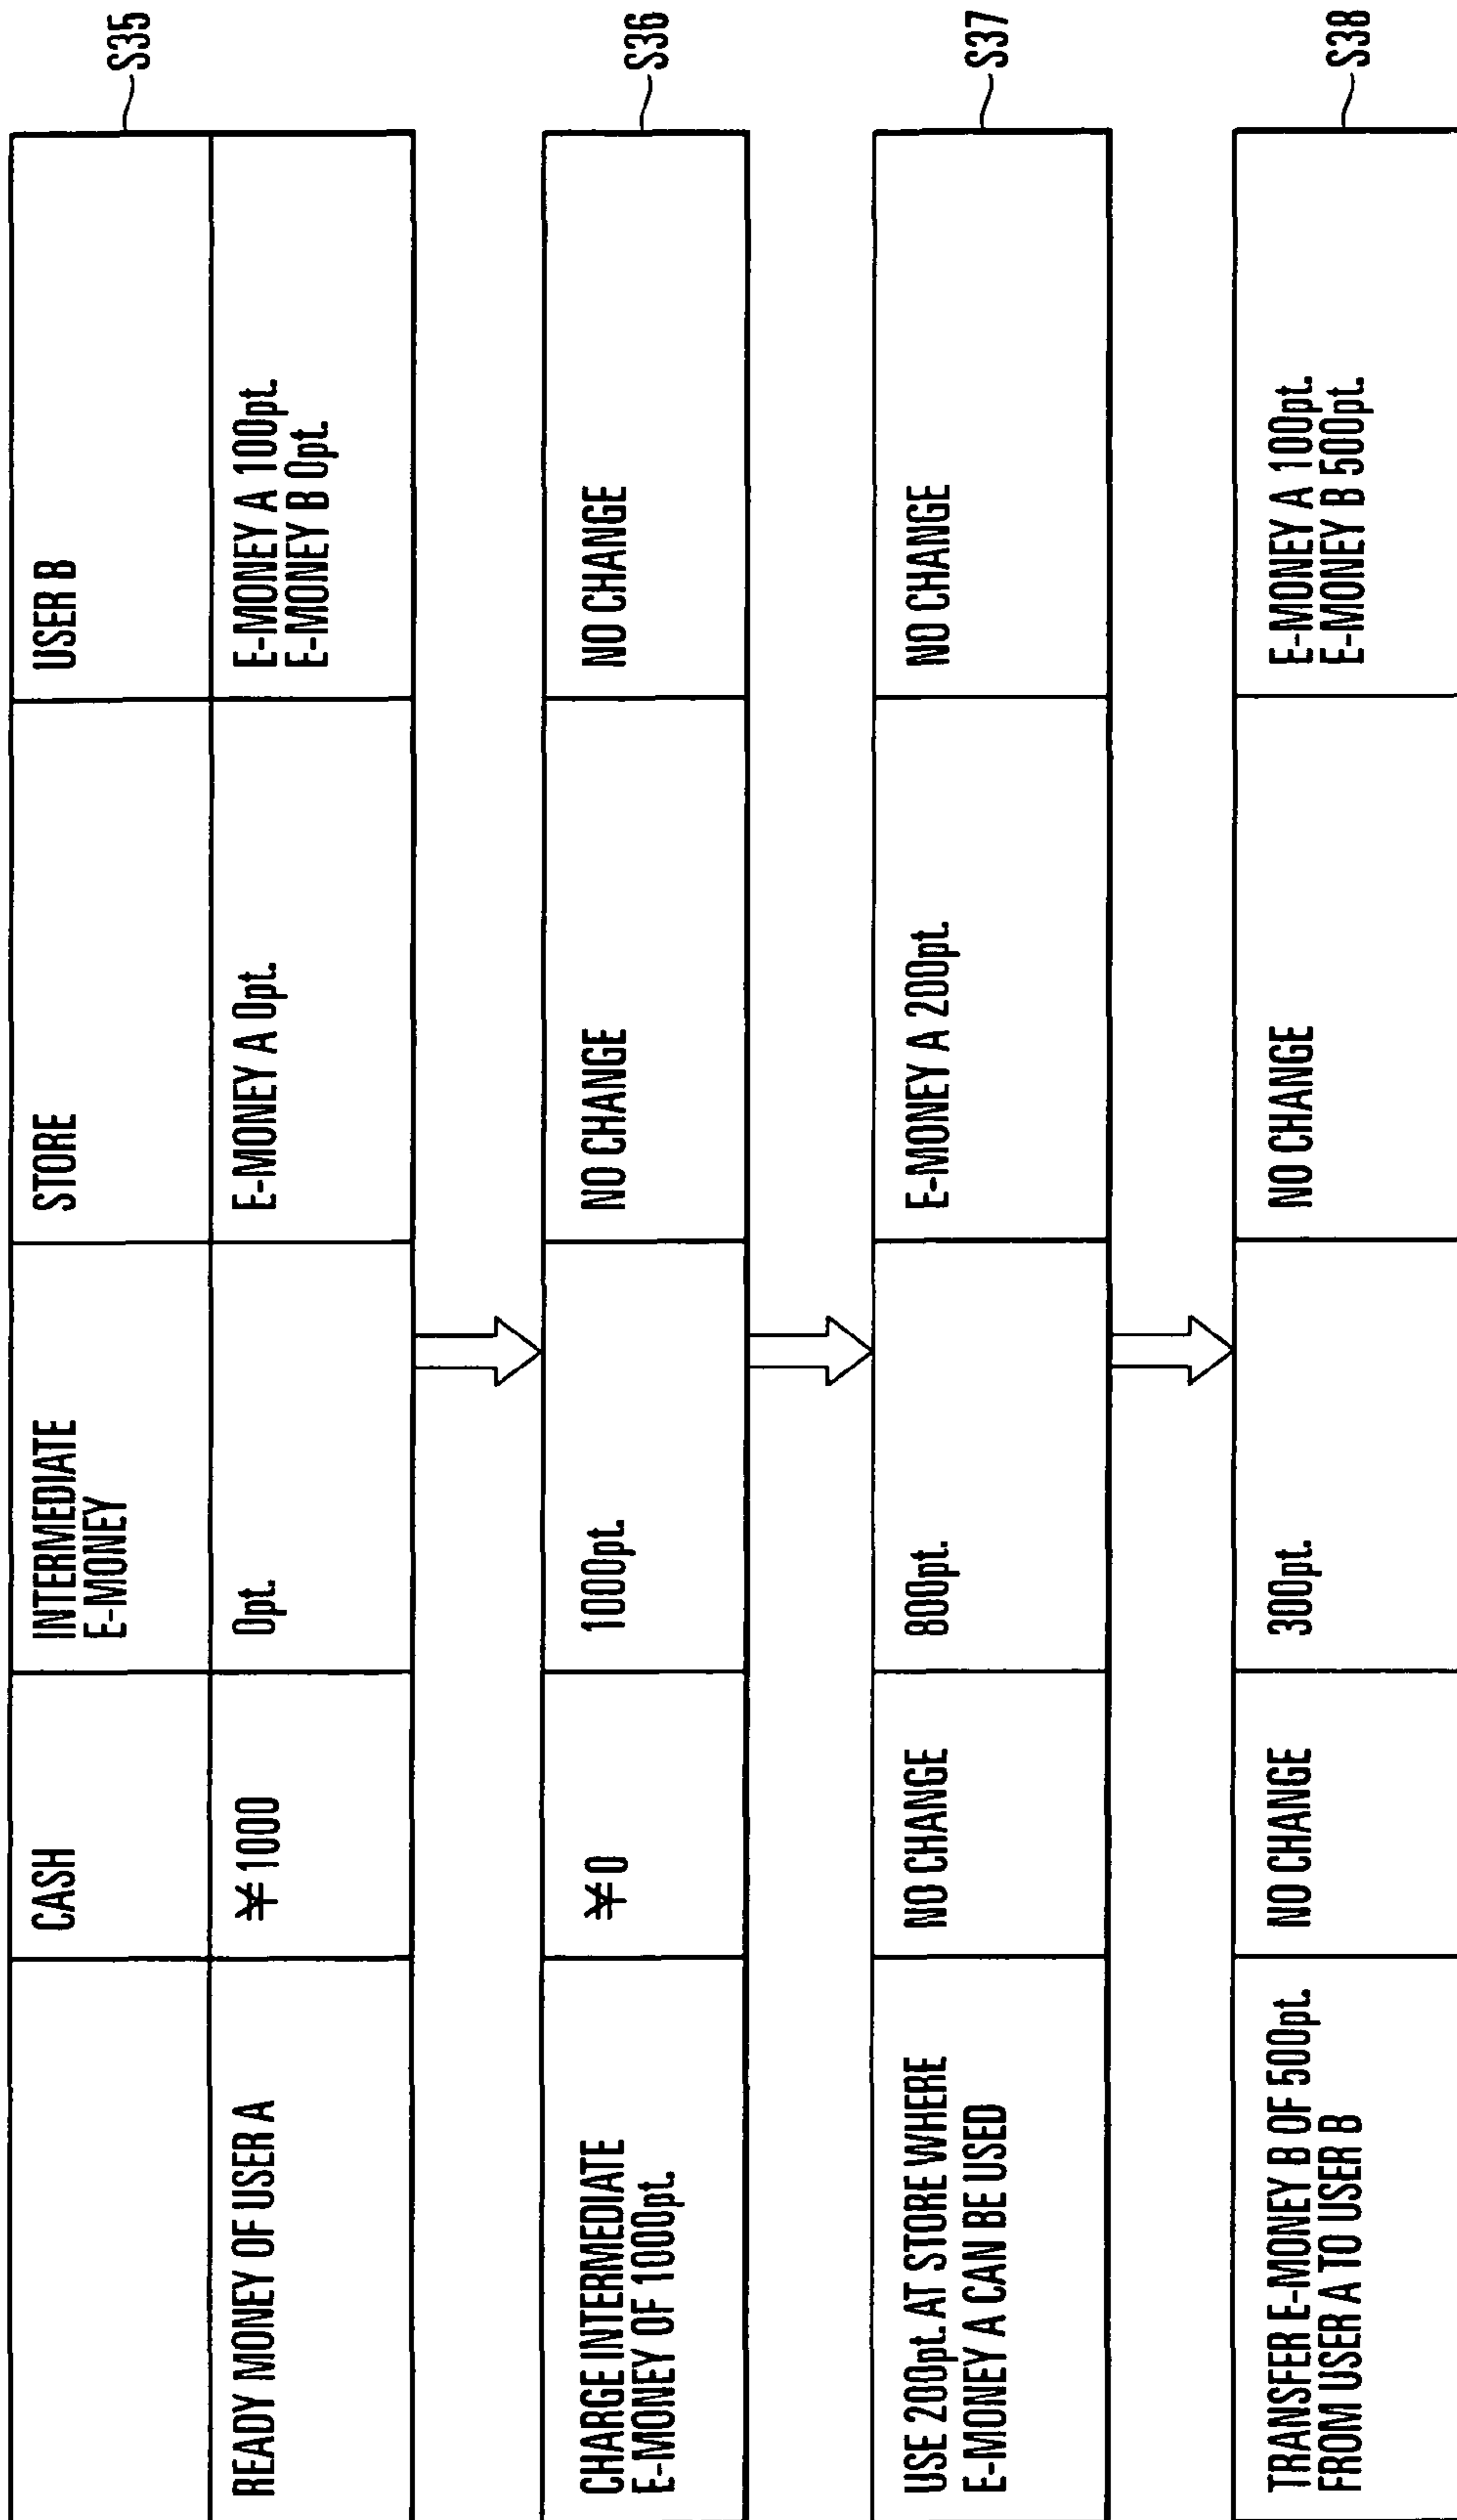 CASH
INTERMEDIATE
E-MONEY
STORE
USER B
S35
READY MONEY OF USER A
¥ 1000
0pt.
E-MONEY A 0pt.
E-MONEY A 100pt.
E-MONEY B 0pt.
CHARGE INTERMEDIATE
E-MONEY OF 1000pt.
¥ 0
1000pt.
NO CHANGE
NO CHANGE
S36
USE 200pt. AT STORE WHERE
E-MONEY A CAN BE USED
NO CHANGE
800pt.
E-MONEY A 200pt.
NO CHANGE
S37
TRANSFER E-MONEY B OF 500pt.
FROM USER A TO USER B
NO CHANGE
300pt.
NO CHANGE
E-MONEY A 100pt.
E-MONEY B 500pt.
S38